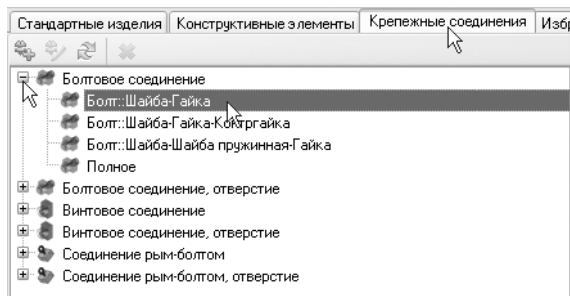 Стандартные изделия Конструктивные элементы Крепежные соединения Избр
Болтовое соединение
Болт::Шайба-Гайка
Болт::Шайба-Гайка-Контргайка
Болт::Шайба-Шайба пружинная-Гайка
Полное
Болтовое соединение, отверстие
Винтовое соединение
Винтовое соединение, отверстие
Соединение рым-болтом
Соединение рым-болтом, отверстие